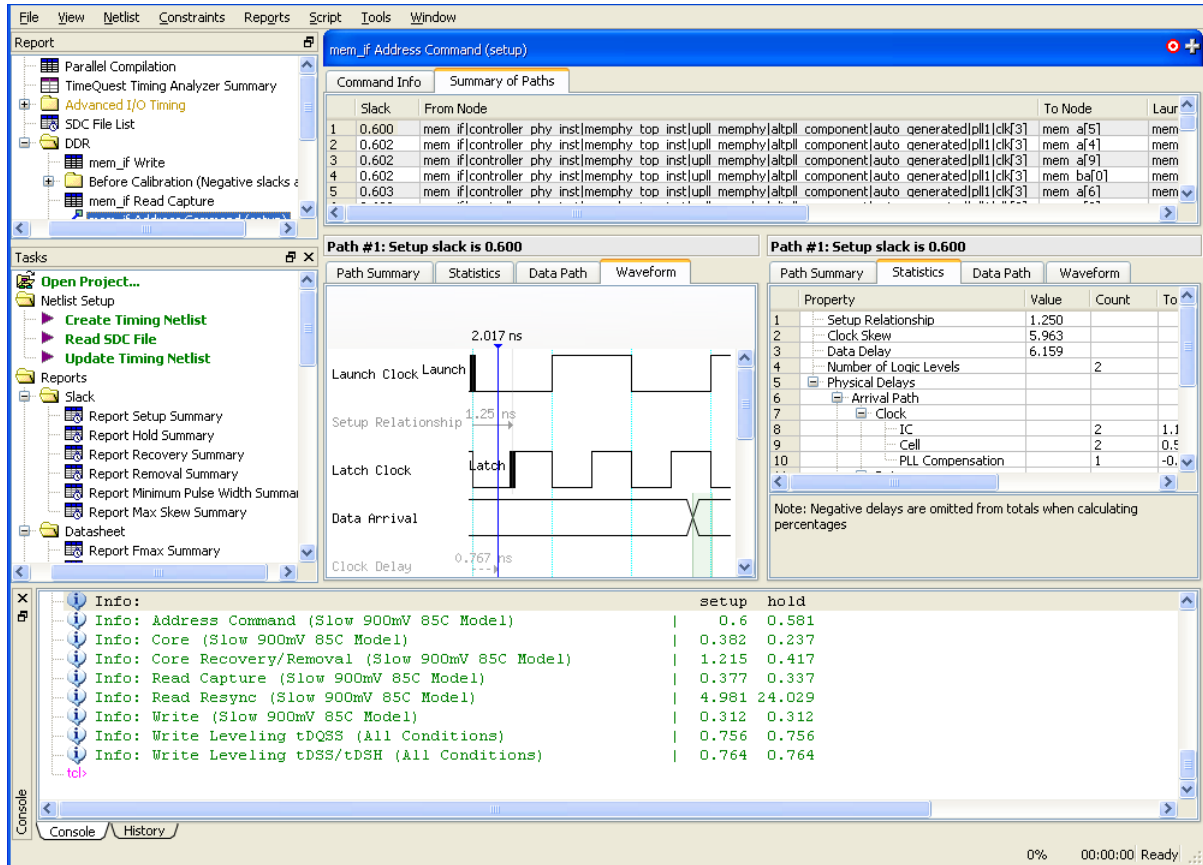 File View Netlist Constraints Reports Script Tools Window
Report
Parallel Compilation
TimeQuest Timing Analyzer Summary
Advanced I/O Timing
SDC File List
DDR
mem_if Write
Before Calibration (Negative slacks a
mem_if Read Capture
mem_if Address Command (setup)
mem_if Address Command (setup)
Command Info Summary of Paths
Slack From Node To Node Laur
1 0.600 mem_if|controller_phy_inst|memphy_top_inst|upll_memphy|altpll_component|auto_generated|pll1|clk[3] mem_a[5] mem
2 0.602 mem_if|controller_phy_inst|memphy_top_inst|upll_memphy|altpll_component|auto_generated|pll1|clk[3] mem_a[4] mem
3 0.602 mem_if|controller_phy_inst|memphy_top_inst|upll_memphy|altpll_component|auto_generated|pll1|clk[3] mem_a[9] mem
4 0.602 mem_if|controller_phy_inst|memphy_top_inst|upll_memphy|altpll_component|auto_generated|pll1|clk[3] mem_ba[0] mem
5 0.603 mem_if|controller_phy_inst|memphy_top_inst|upll_memphy|altpll_component|auto_generated|pll1|clk[3] mem_a[6] mem
Tasks
Open Project...
Netlist Setup
Create Timing Netlist
Read SDC File
Update Timing Netlist
Reports
Slack
Report Setup Summary
Report Hold Summary
Report Recovery Summary
Report Removal Summary
Report Minimum Pulse Width Summar
Report Max Skew Summary
Datasheet
Report Fmax Summary
Path #1: Setup slack is 0.600
Path Summary Statistics Data Path Waveform
2.017 ns
Launch Clock Launch
Setup Relationship 1.25 ns
Latch Clock Latch
Data Arrival
Clock Delay 0.767 ns
Path #1: Setup slack is 0.600
Path Summary Statistics Data Path Waveform
Property Value Count To
1 Setup Relationship 1.250
2 Clock Skew 5.963
3 Data Delay 6.159
4 Number of Logic Levels 2
5 Physical Delays
6 Arrival Path
7 Clock
8 IC 2 1.1
9 Cell 2 0.5
10 PLL Compensation 1 -0.
Note: Negative delays are omitted from totals when calculating
percentages
Info: setup hold
Info: Address Command (Slow 900mV 85C Model) | 0.6 0.581
Info: Core (Slow 900mV 85C Model) | 0.382 0.237
Info: Core Recovery/Removal (Slow 900mV 85C Model) | 1.215 0.417
Info: Read Capture (Slow 900mV 85C Model) | 0.377 0.337
Info: Read Resync (Slow 900mV 85C Model) | 4.981 24.029
Info: Write (Slow 900mV 85C Model) | 0.312 0.312
Info: Write Leveling tDQSS (All Conditions) | 0.756 0.756
Info: Write Leveling tDSS/tDSH (All Conditions) | 0.764 0.764
tcl>
Console
Console History
0% 00:00:00 Ready